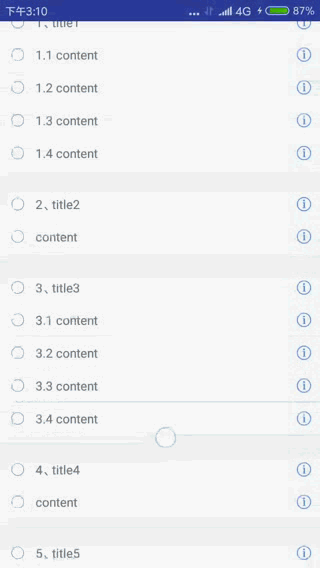 下午3:10 ... 4G 87%
1、title1
1.1 content
1.2 content
1.3 content
1.4 content
2、title2
content
3、title3
3.1 content
3.2 content
3.3 content
3.4 content
4、title4
content
5、title5